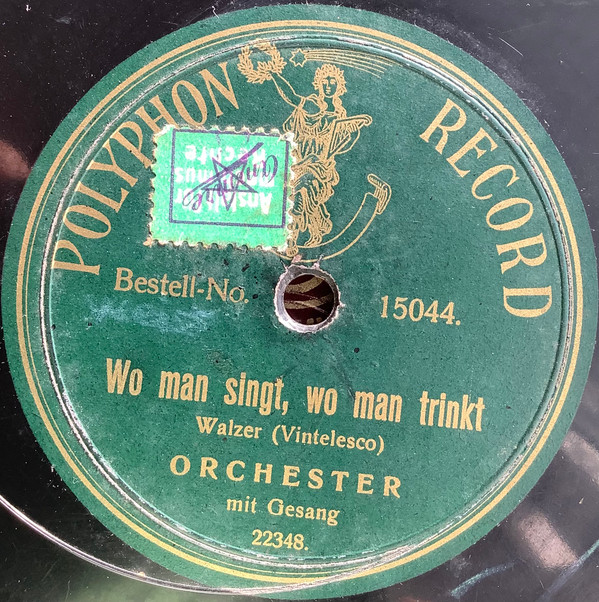 POLYPHON RECORD
Bestell-No. 15044.
Wo man singt, wo man trinkt
Walzer (Vintelesco)
ORCHESTER
mit Gesang
22348.